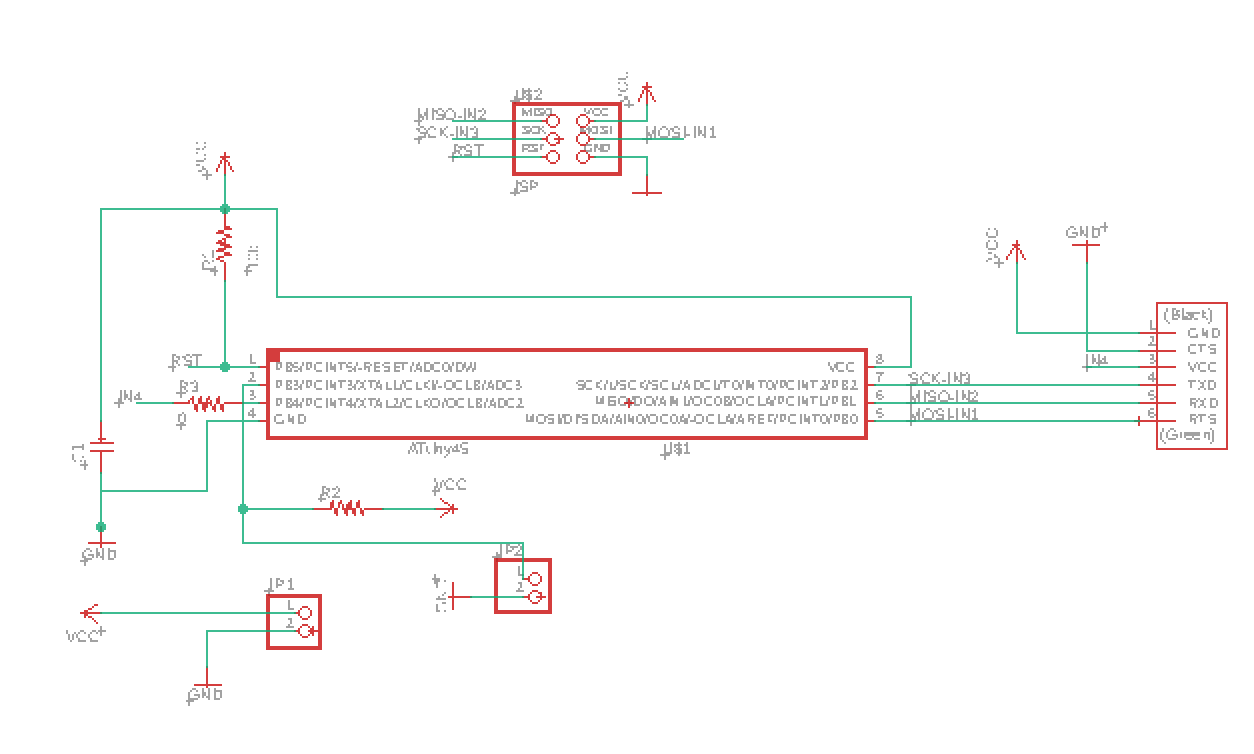 U$2
VCC
MISO-IN2
MISO
VCC
SCK-IN3
SCK
MOSI
MOSI-IN1
RST
RST
GND
ISP
VCC
R1
VCC
GND
(Black)
1
GND
2
CTS
IN4
3
VCC
4
TXD
5
RXD
6
RTS
(Green)
RST
1
PB5/PCINT5/-RESET/ADC0/DW
VCC
8
R3
2
PB3/PCINT3/XTAL1/CLKI/-OC1B/ADC3
SCK/USCK/SCL/ADC1/T0/INT0/PCINT2/PB2
7
SCK-IN3
IN4
3
PB4/PCINT4/XTAL2/CLKO/OC1B/ADC2
MISO/DO/AIN1/OC0B/OC1A/PCINT1/PB1
6
MISO-IN2
0
4
GND
MOSI/DI/SDA/AIN0/OC0A/-OC1A/AREF/PCINT0/PB0
5
MOSI-IN1
C1
ATtiny45
U$1
R2
VCC
GND
JP2
1
2
JP1
1
2
VCC
GND